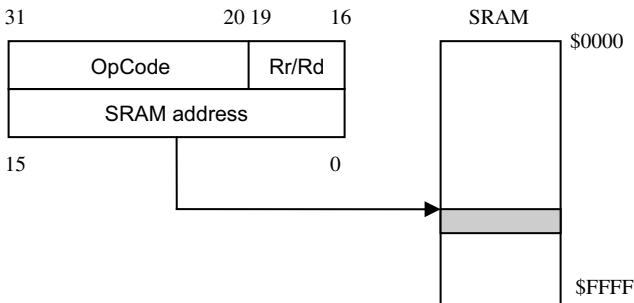 31 20 19 16 SRAM
$0000
OpCode Rr/Rd
SRAM address
15 0
$FFFF